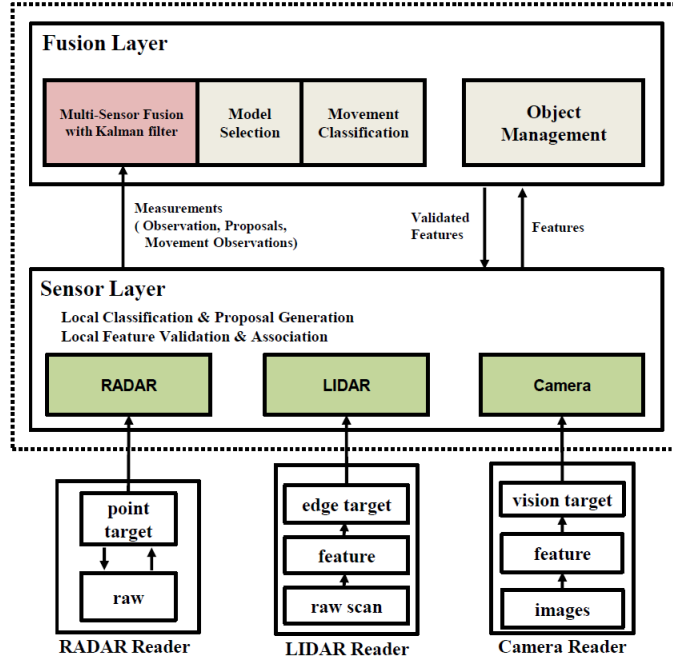 Fusion Layer
Multi-Sensor Fusion
with Kalman filter
Model
Selection
Movement
Classification
Object
Management
Measurements
( Observation, Proposals,
Movement Observations)
Validated
Features
Features
Sensor Layer
Local Classification & Proposal Generation
Local Feature Validation & Association
RADAR
LIDAR
Camera
point
target
raw
RADAR Reader
edge target
feature
raw scan
LIDAR Reader
vision target
feature
images
Camera Reader